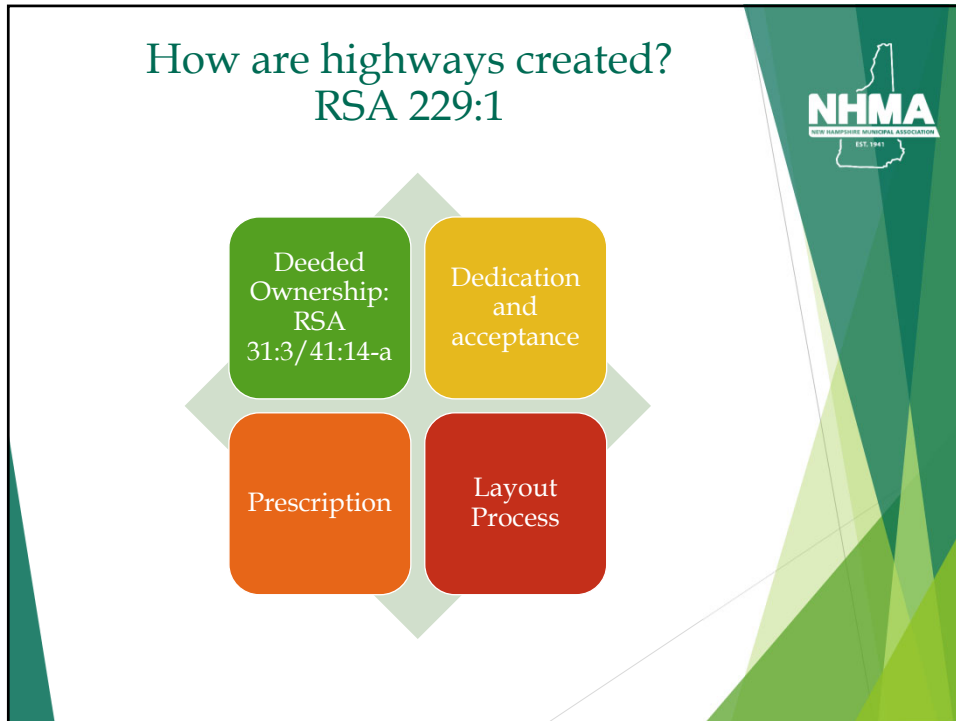 How are highways created?
RSA 229:1
NHMA
NEW HAMPSHIRE MUNICIPAL ASSOCIATION
EST. 1941
Deeded
Ownership:
RSA
31:3/41:14-a
Dedication
and
acceptance
Prescription
Layout
Process